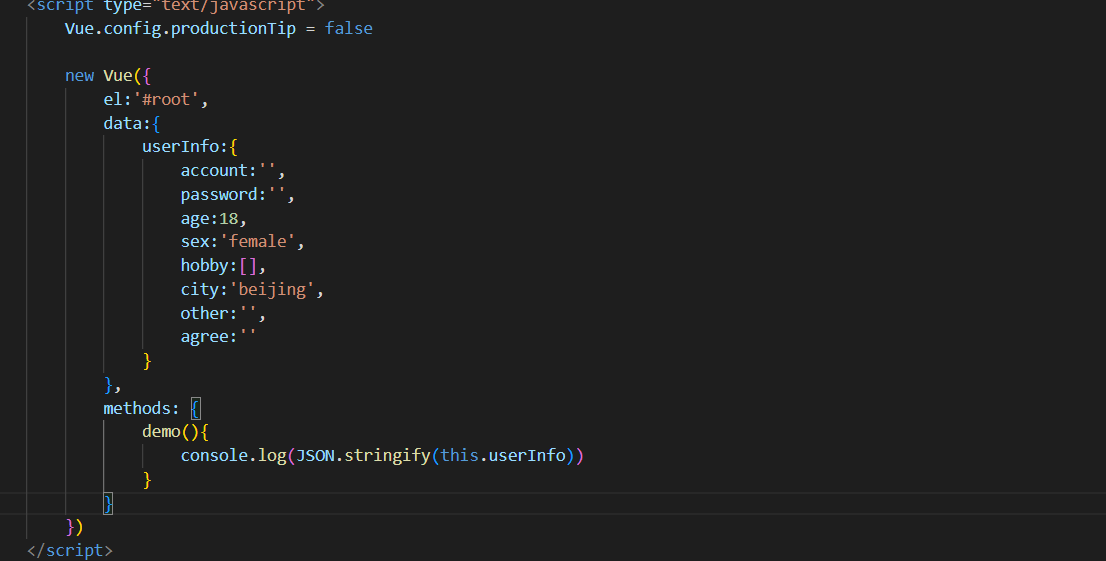 <script type="text/javascript">
Vue.config.productionTip = false
new Vue({
el:'#root',
data:{
userInfo:{
account:'',
password:'',
age:18,
sex:'female',
hobby:[],
city:'beijing',
other:'',
agree:''
}
},
methods: {
demo(){
console.log(JSON.stringify(this.userInfo))
}
}
})
</script>